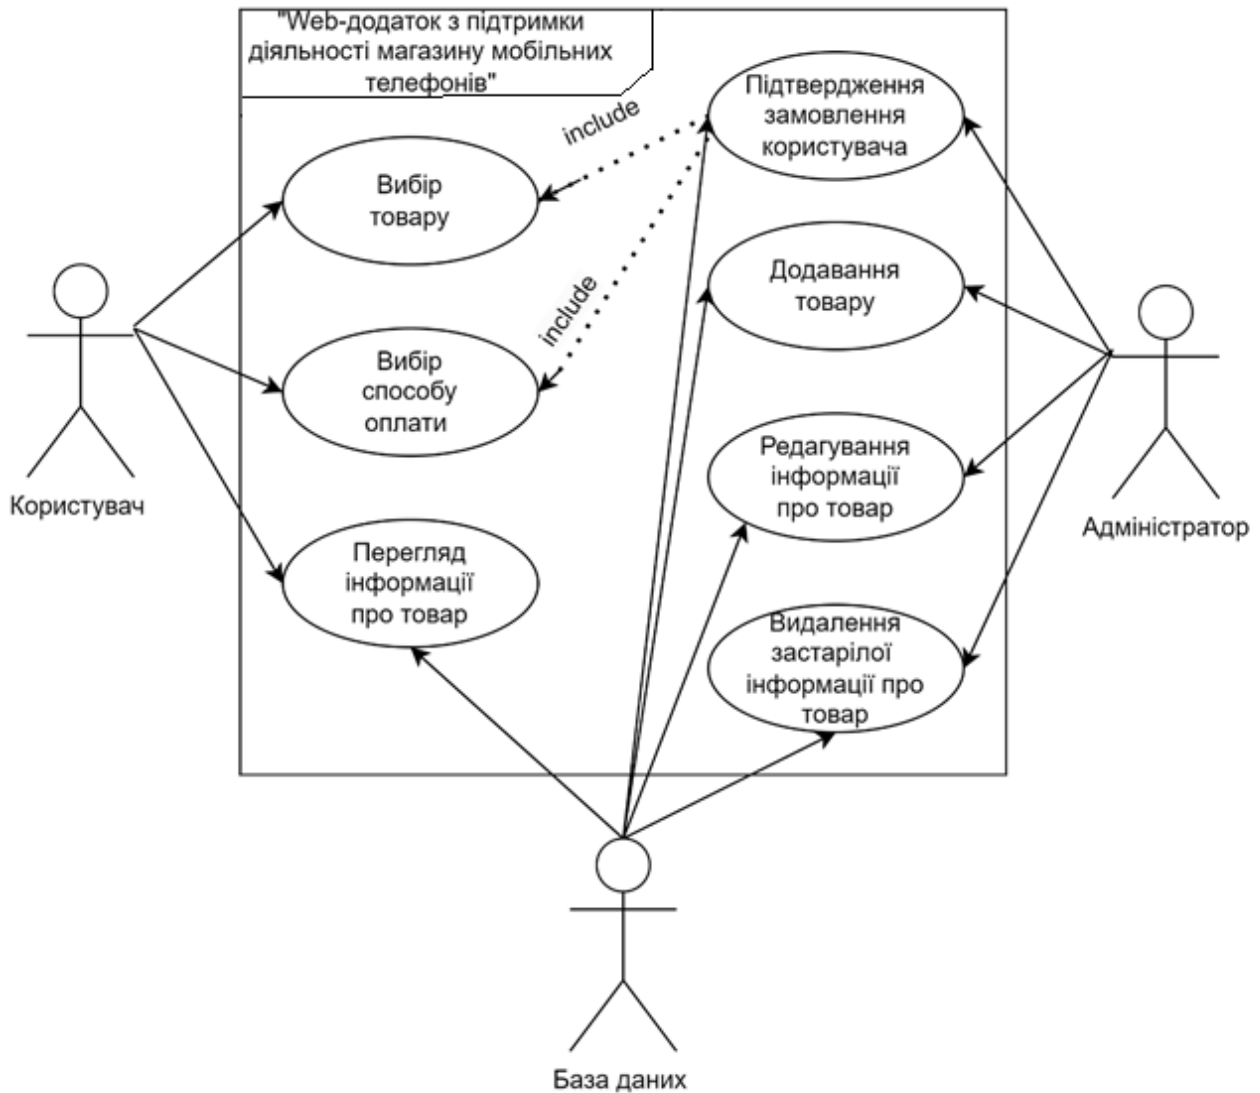 "Web-додаток з підтримки
діяльності магазину мобільних
телефонів"
include
Підтвердження
замовлення
користувача
Вибір
товару
Додавання
товару
include
Вибір
способу
оплати
Редагування
інформації
про товар
Користувач
Адміністратор
Перегляд
інформації
про товар
Видалення
застарілої
інформації про
товар
База даних